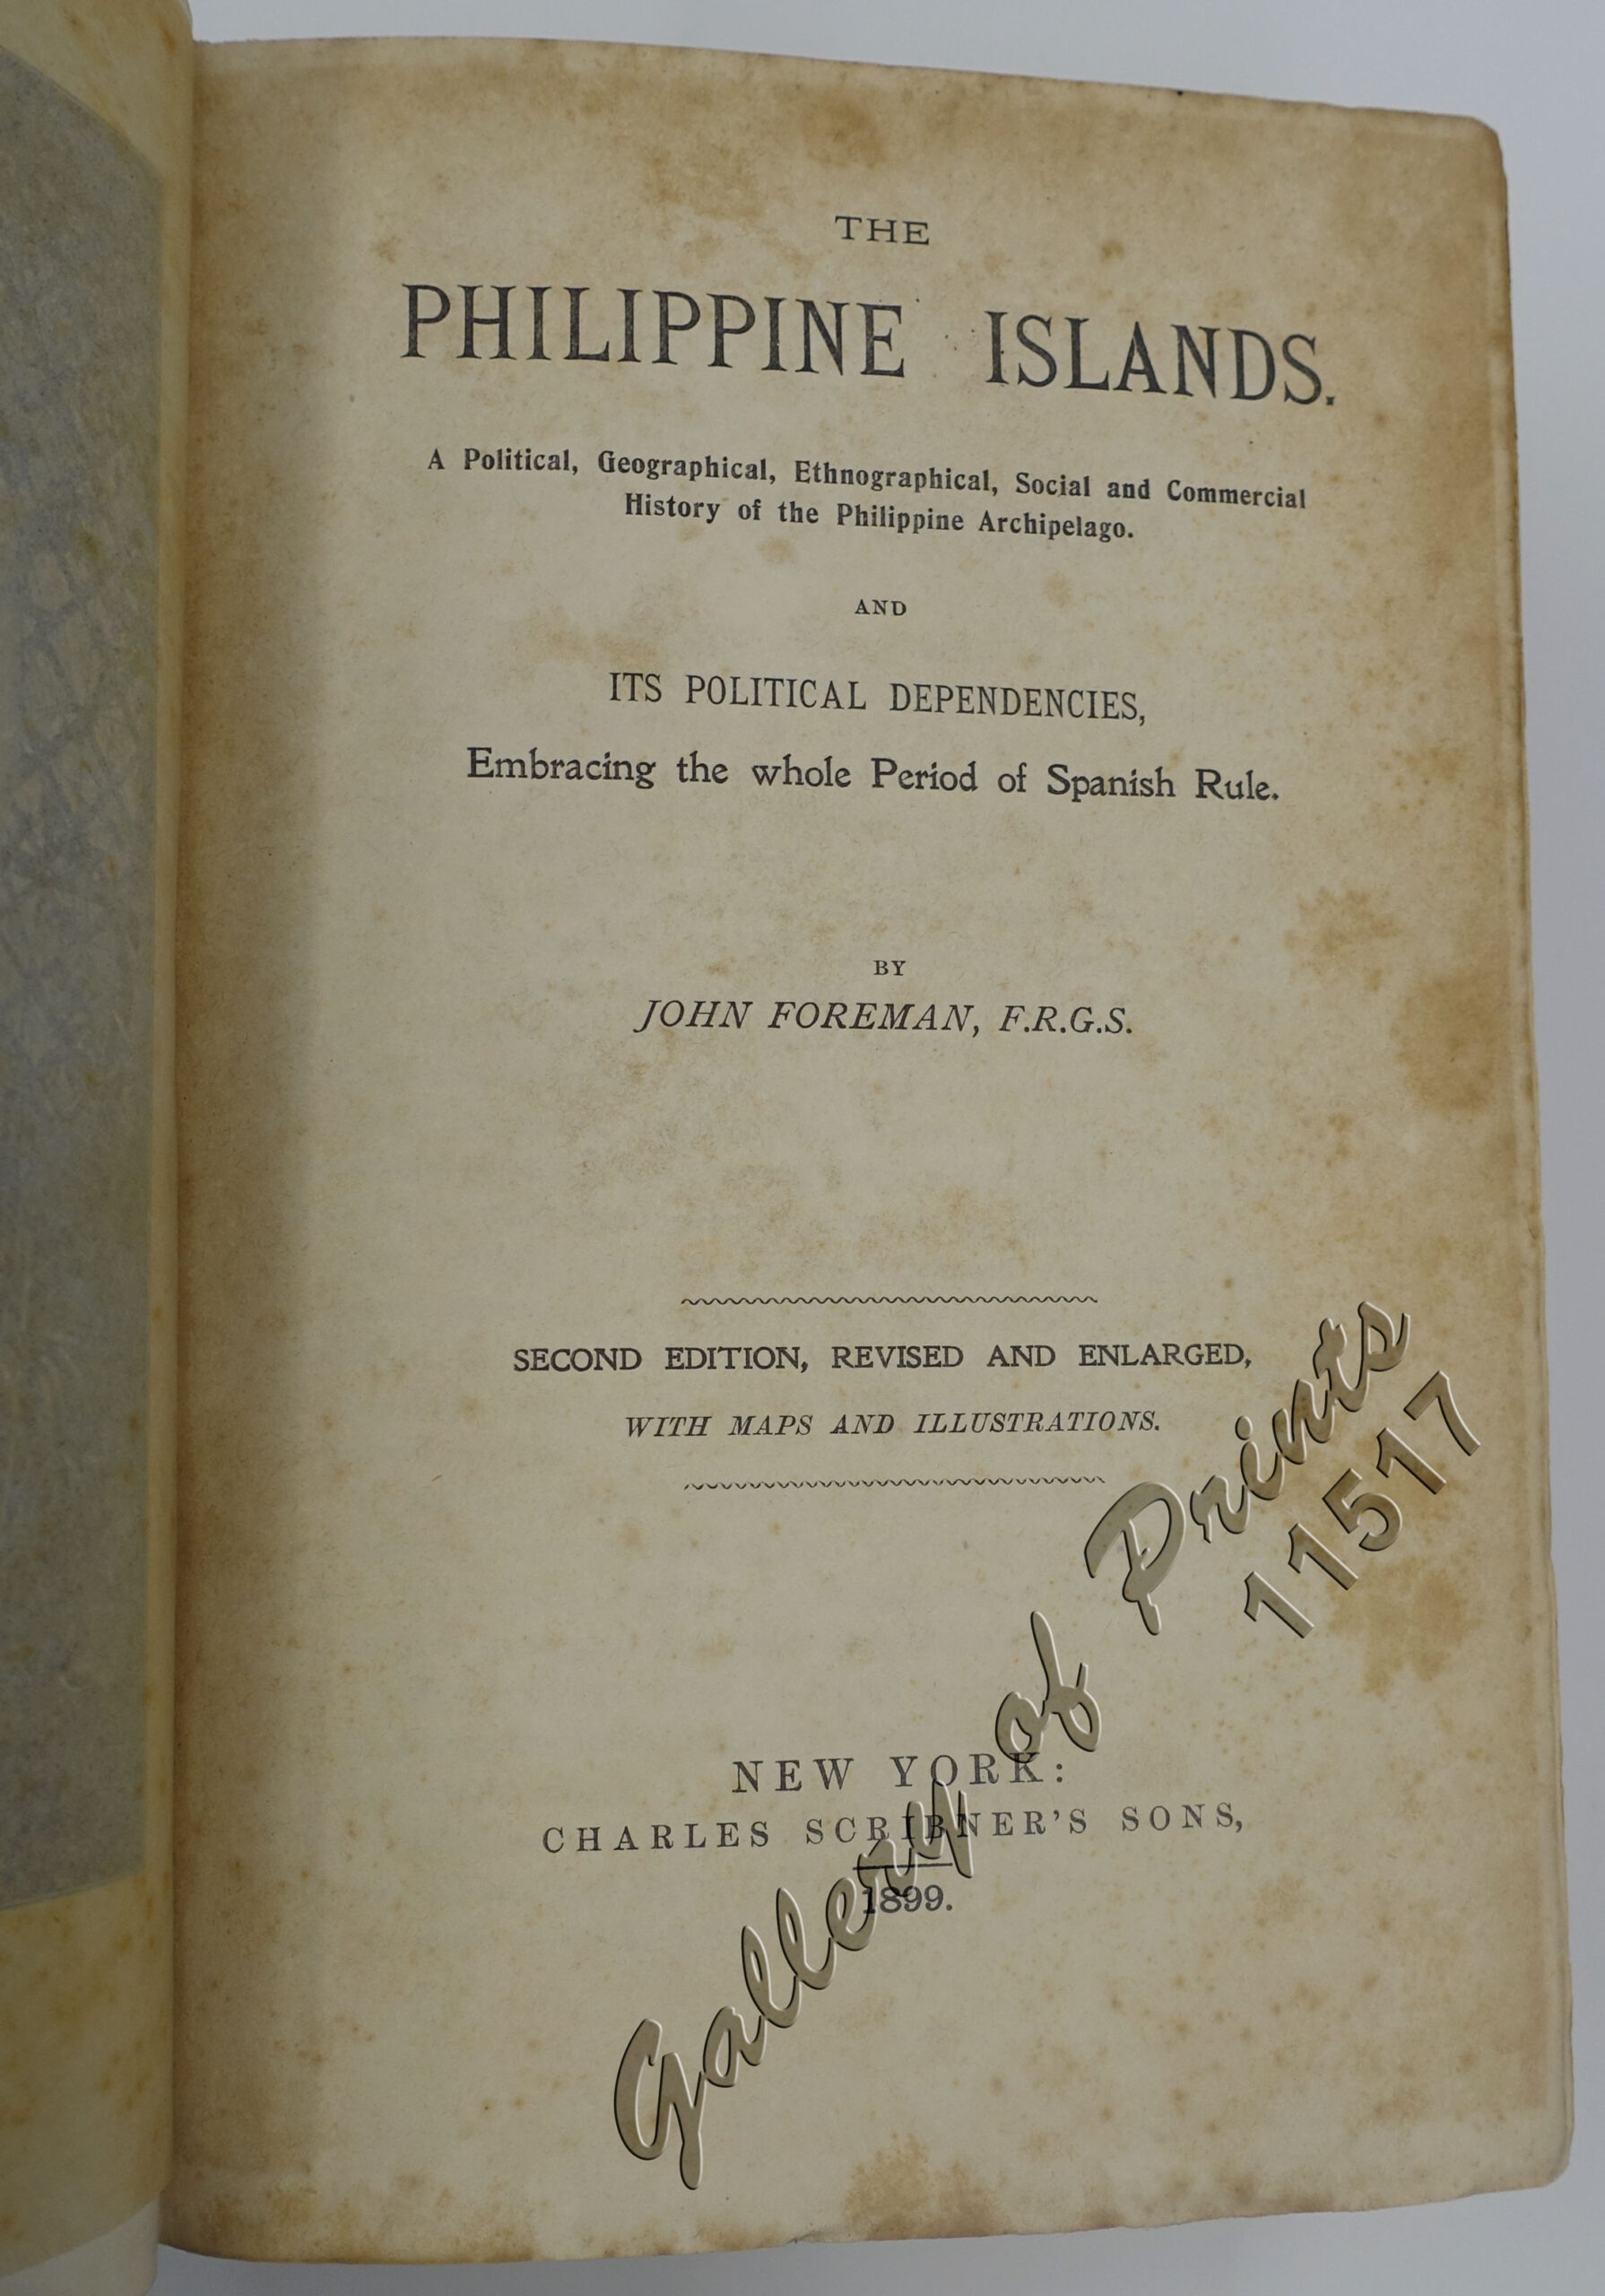 THE
PHILIPPINE ISLANDS.
A Political, Geographical, Ethnographical, Social and Commercial
History of the Philippine Archipelago.
AND
ITS POLITICAL DEPENDENCIES,
Embracing the whole Period of Spanish Rule.
BY
JOHN FOREMAN, F.R.G.S.
SECOND EDITION, REVISED AND ENLARGED,
WITH MAPS AND ILLUSTRATIONS.
NEW YORK:
CHARLES SCRIBNER'S SONS,
1899.
Gallery of Prints
11517